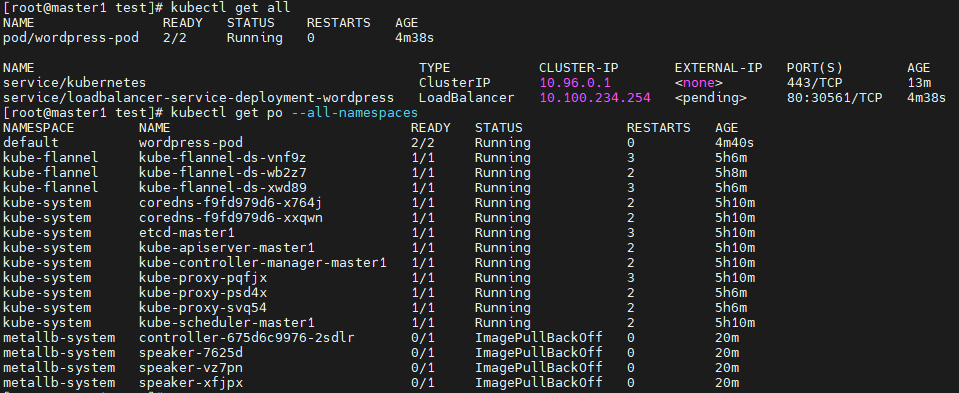 [root@master1 test]# kubectl get all
NAME READY STATUS RESTARTS AGE
pod/wordpress-pod 2/2 Running 0 4m38s
NAME TYPE CLUSTER-IP EXTERNAL-IP PORT(S) AGE
service/kubernetes ClusterIP 10.96.0.1 <none> 443/TCP 13m
service/loadbalancer-service-deployment-wordpress LoadBalancer 10.100.234.254 <pending> 80:30561/TCP 4m38s
[root@master1 test]# kubectl get po --all-namespaces
NAMESPACE NAME READY STATUS RESTARTS AGE
default wordpress-pod 2/2 Running 0 4m40s
kube-flannel kube-flannel-ds-vnf9z 1/1 Running 3 5h6m
kube-flannel kube-flannel-ds-wb2z7 1/1 Running 2 5h8m
kube-flannel kube-flannel-ds-xwd89 1/1 Running 3 5h6m
kube-system coredns-f9fd979d6-x764j 1/1 Running 2 5h10m
kube-system coredns-f9fd979d6-xxqwn 1/1 Running 2 5h10m
kube-system etcd-master1 1/1 Running 3 5h10m
kube-system kube-apiserver-master1 1/1 Running 2 5h10m
kube-system kube-controller-manager-master1 1/1 Running 2 5h10m
kube-system kube-proxy-pqfjx 1/1 Running 3 5h10m
kube-system kube-proxy-psd4x 1/1 Running 2 5h6m
kube-system kube-proxy-svq54 1/1 Running 2 5h6m
kube-system kube-scheduler-master1 1/1 Running 2 5h10m
metallb-system controller-675d6c9976-2sdlr 0/1 ImagePullBackOff 0 20m
metallb-system speaker-7625d 0/1 ImagePullBackOff 0 20m
metallb-system speaker-vz7pn 0/1 ImagePullBackOff 0 20m
metallb-system speaker-xfjpx 0/1 ImagePullBackOff 0 20m